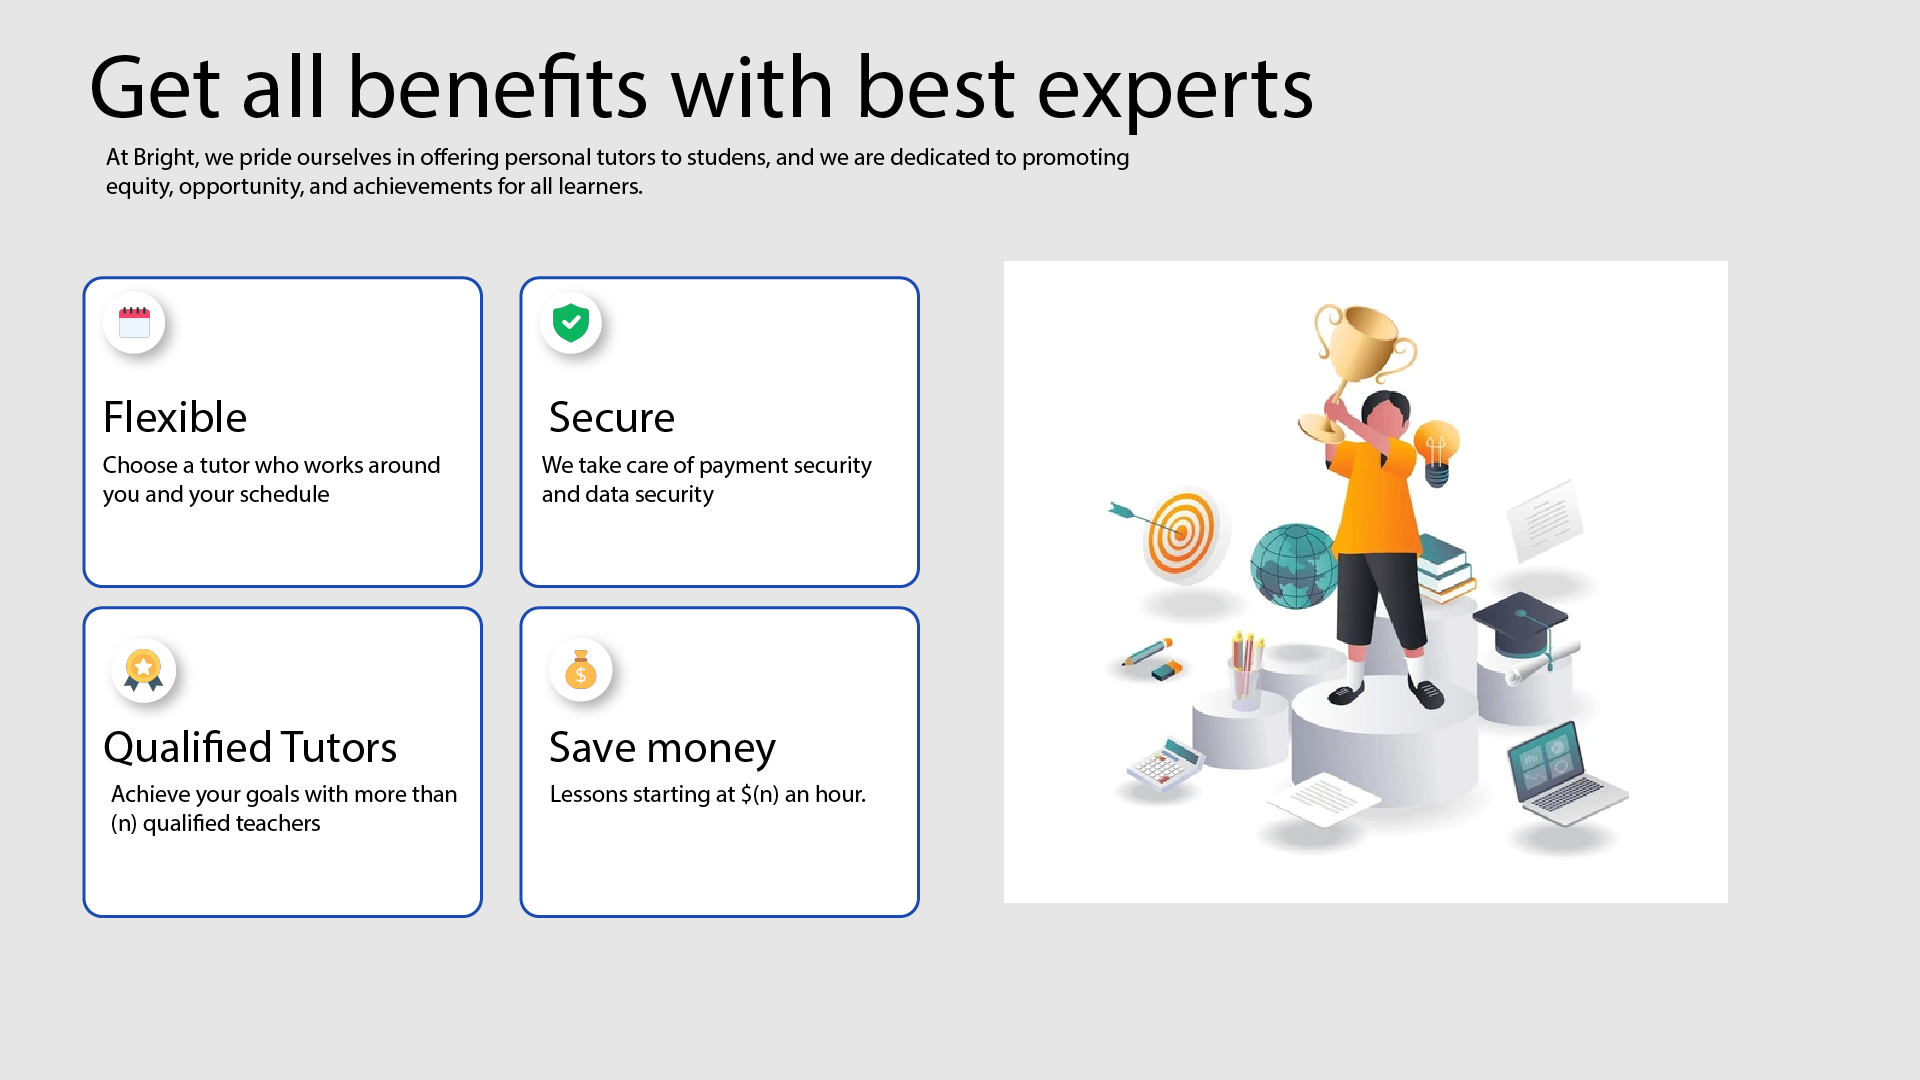 Get all benefits with best experts
At Bright, we pride ourselves in offering personal tutors to studens, and we are dedicated to promoting
equity, opportunity, and achievements for all learners.
Flexible
Choose a tutor who works around
you and your schedule
Secure
We take care of payment security
and data security
Qualified Tutors
Achieve your goals with more than
(n) qualified teachers
Save money
Lessons starting at $(n) an hour.